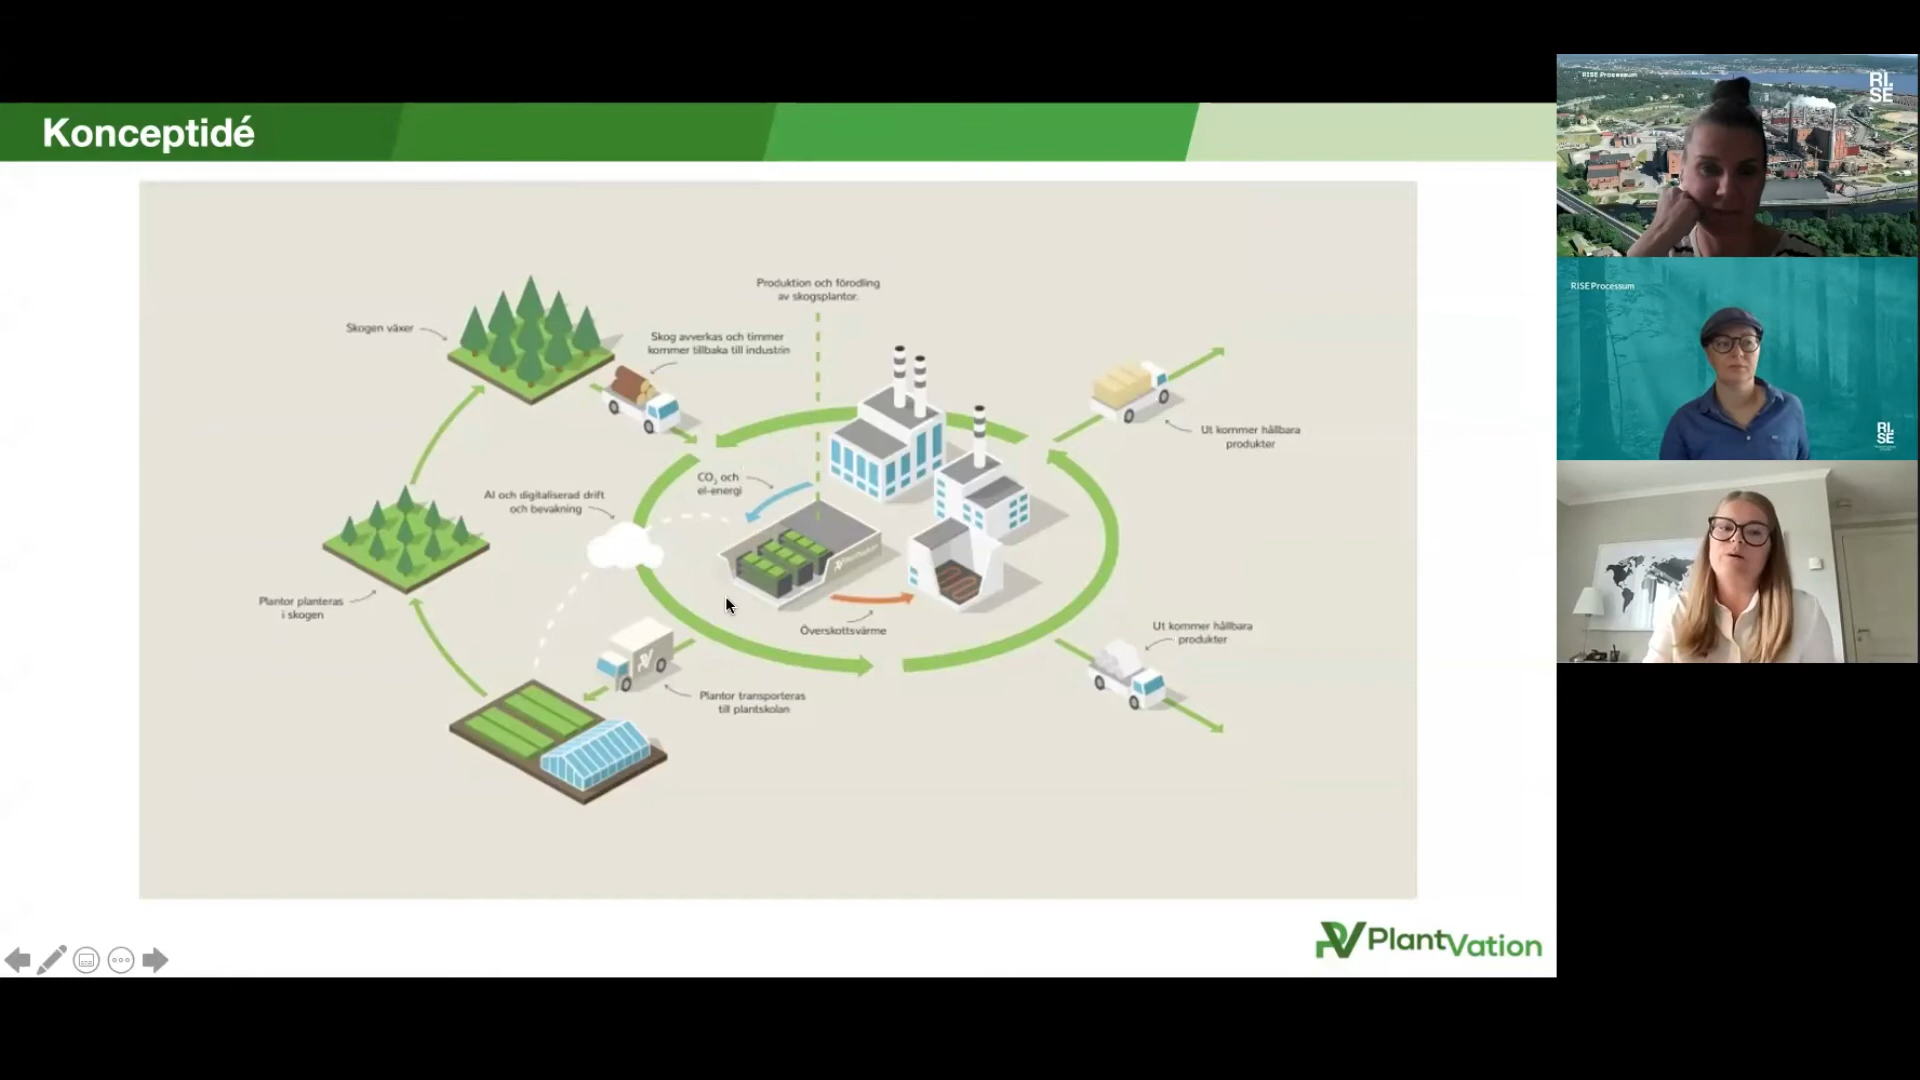 Konceptidé
Produktion och förodling
av skogsplantor.
Skogen växer
Skog avverkas och timmer
kommer tillbaka till industrin
Ut kommer hållbara
produkter
CO₂ och
el-energi
AI och digitaliserad drift
och bevakning
PlantVation
Plantor planteras
i skogen
Överskottsvärme
Ut kommer hållbara
produkter
Plantor transporteras
till plantskolan
PlantVation
RISE Processum
RI.
SE
RISE Processum
RI.
SE